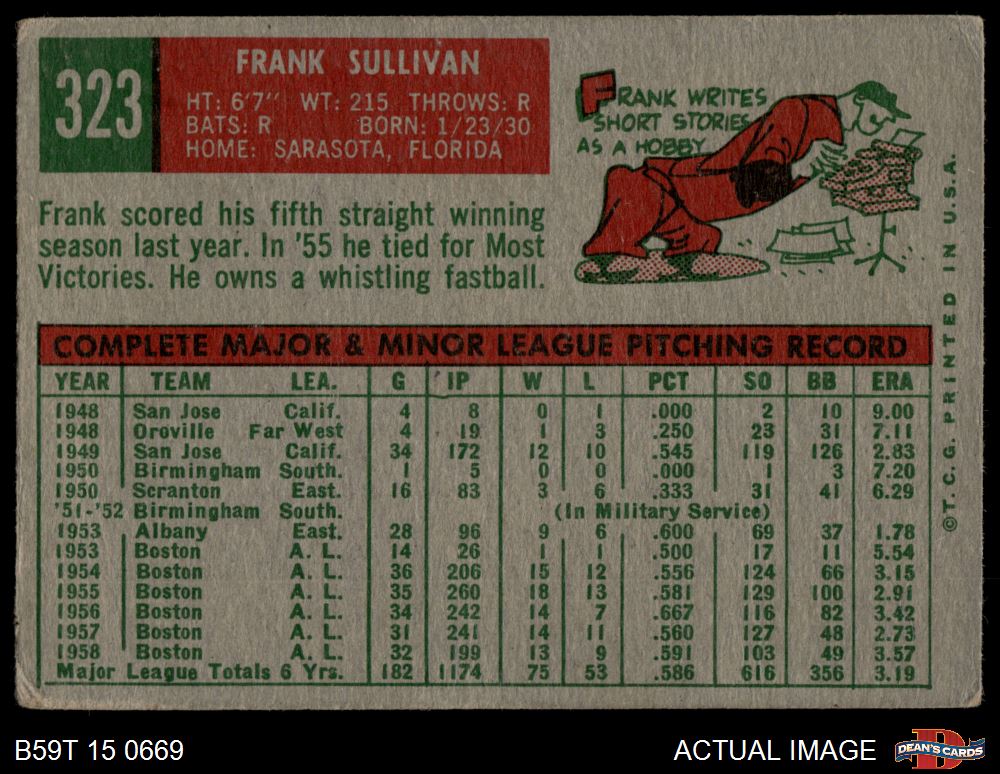 323
FRANK SULLIVAN
HT: 6'7" WT: 215 THROWS: R
BATS: R BORN: 1/23/30
HOME: SARASOTA, FLORIDA
FRANK WRITES
SHORT STORIES
AS A HOBBY
Frank scored his fifth straight winning
season last year. In '55 he tied for Most
Victories. He owns a whistling fastball.
COMPLETE MAJOR & MINOR LEAGUE PITCHING RECORD
YEAR TEAM LEA. G IP W L PCT SO BB ERA
1948 San Jose Calif. 4 8 0 1 .000 2 10 9.00
1948 Oroville Far West 4 19 1 3 .250 23 31 7.11
1949 San Jose Calif. 34 172 12 10 .545 119 126 2.83
1950 Birmingham South. 1 5 0 0 .000 1 3 7.20
1950 Scranton East. 16 83 3 6 .333 31 41 6.29
'51-'52 Birmingham South. (In Military Service)
1953 Albany East. 28 96 9 6 .600 69 37 1.78
1953 Boston A. L. 14 26 1 1 .500 17 11 5.54
1954 Boston A. L. 36 206 15 12 .556 124 66 3.15
1955 Boston A. L. 35 260 18 13 .581 129 100 2.91
1956 Boston A. L. 34 242 14 7 .667 116 82 3.42
1957 Boston A. L. 31 241 14 11 .560 127 48 2.73
1958 Boston A. L. 32 199 13 9 .591 103 49 3.57
Major League Totals 6 Yrs. 182 1174 75 53 .586 616 356 3.19
©T. C. G. PRINTED IN U.S.A.
B59T 15 0669
ACTUAL IMAGE
DEAN'S CARDS